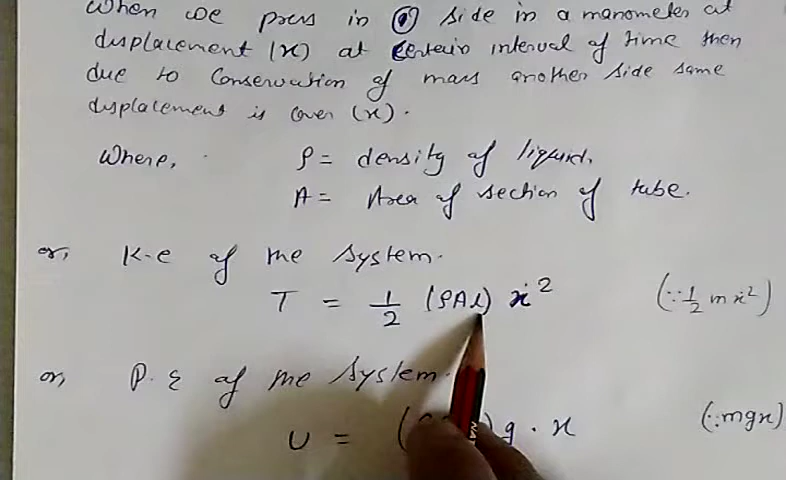 When we press in ① side in a manometer at
displacement (x) at certain interval of time then
due to conservation of mass another side same
displacement is cover (x).
Where, ρ = density of liquid.
A = Area of section of tube.
or, K.e of the system.
T = 1/2 (ρAl) ẋ² (∵ 1/2 mẋ²)
or, P.E of the system.
U = ( )g · x (∵ mgx)